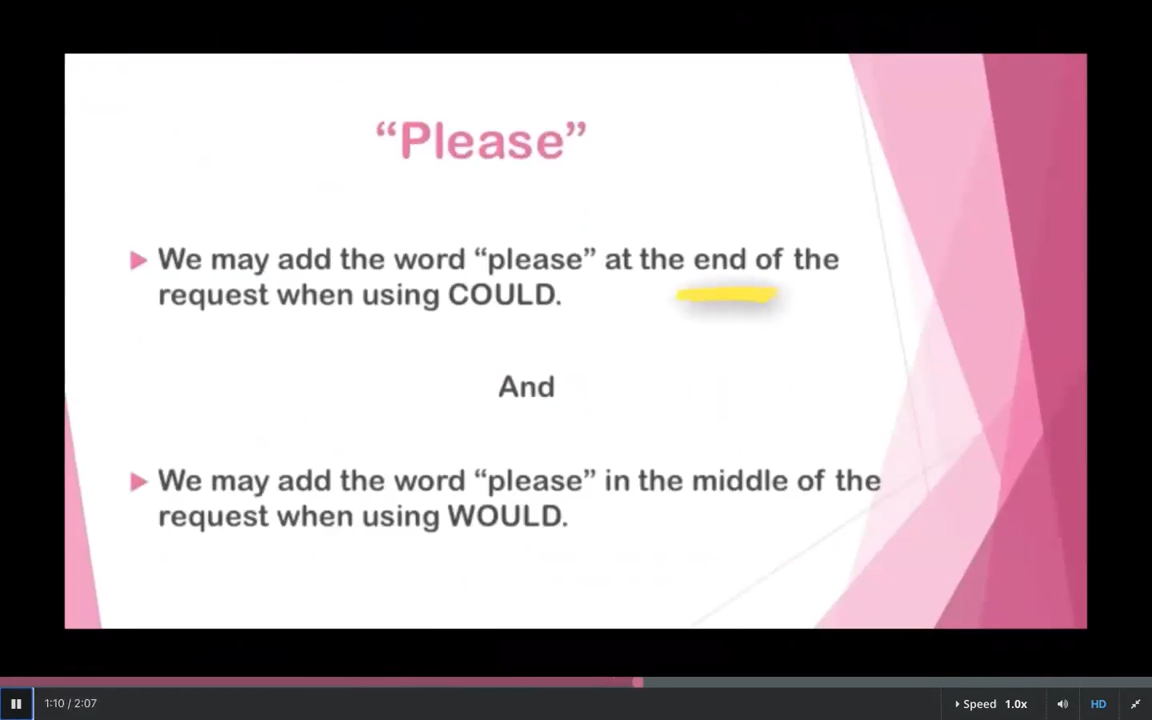 “Please”
We may add the word “please” at the end of the
request when using COULD.
And
We may add the word “please” in the middle of the
request when using WOULD.
1:10 / 2:07
Speed 1.0x
HD